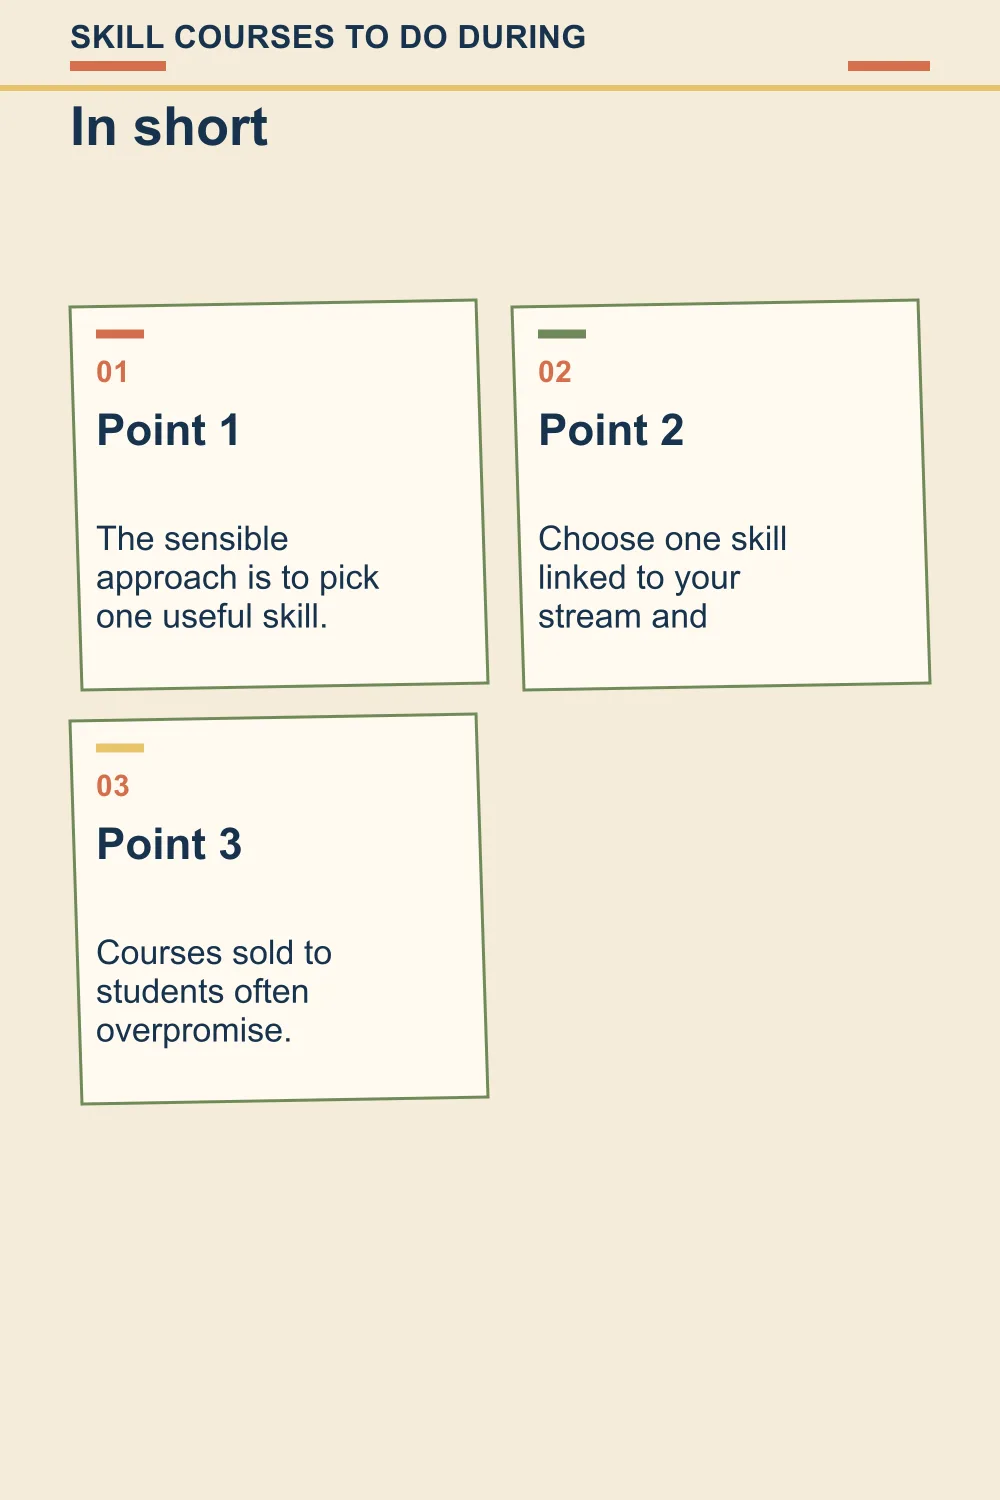 SKILL COURSES TO DO DURING
In short
01
Point 1
The sensible
approach is to pick
one useful skill.
02
Point 2
Choose one skill
linked to your
stream and
03
Point 3
Courses sold to
students often
overpromise.